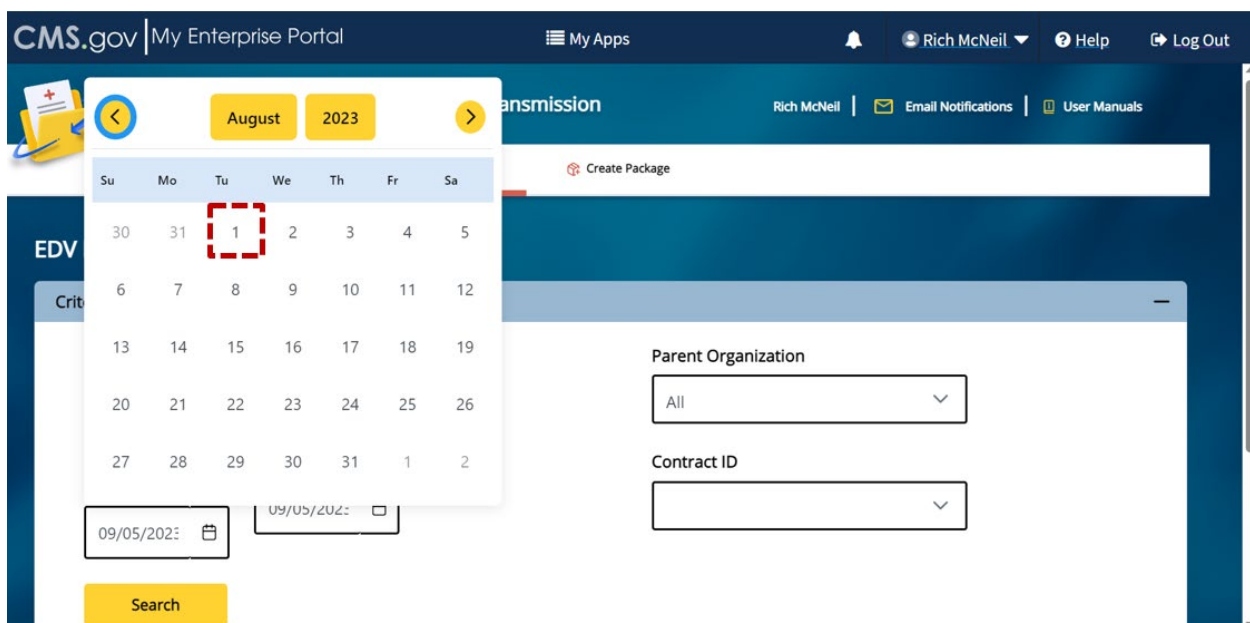 CMS.gov My Enterprise Portal My Apps Rich McNeil Help Log Out
ansmission Rich McNeil Email Notifications User Manuals
August 2023
Create Package
Su Mo Tu We Th Fr Sa
30 31 1 2 3 4 5
EDV
6 7 8 9 10 11 12
Crit
13 14 15 16 17 18 19
Parent Organization
20 21 22 23 24 25 26
All
27 28 29 30 31 1 2
Contract ID
09/05/202
09/05/202
Search